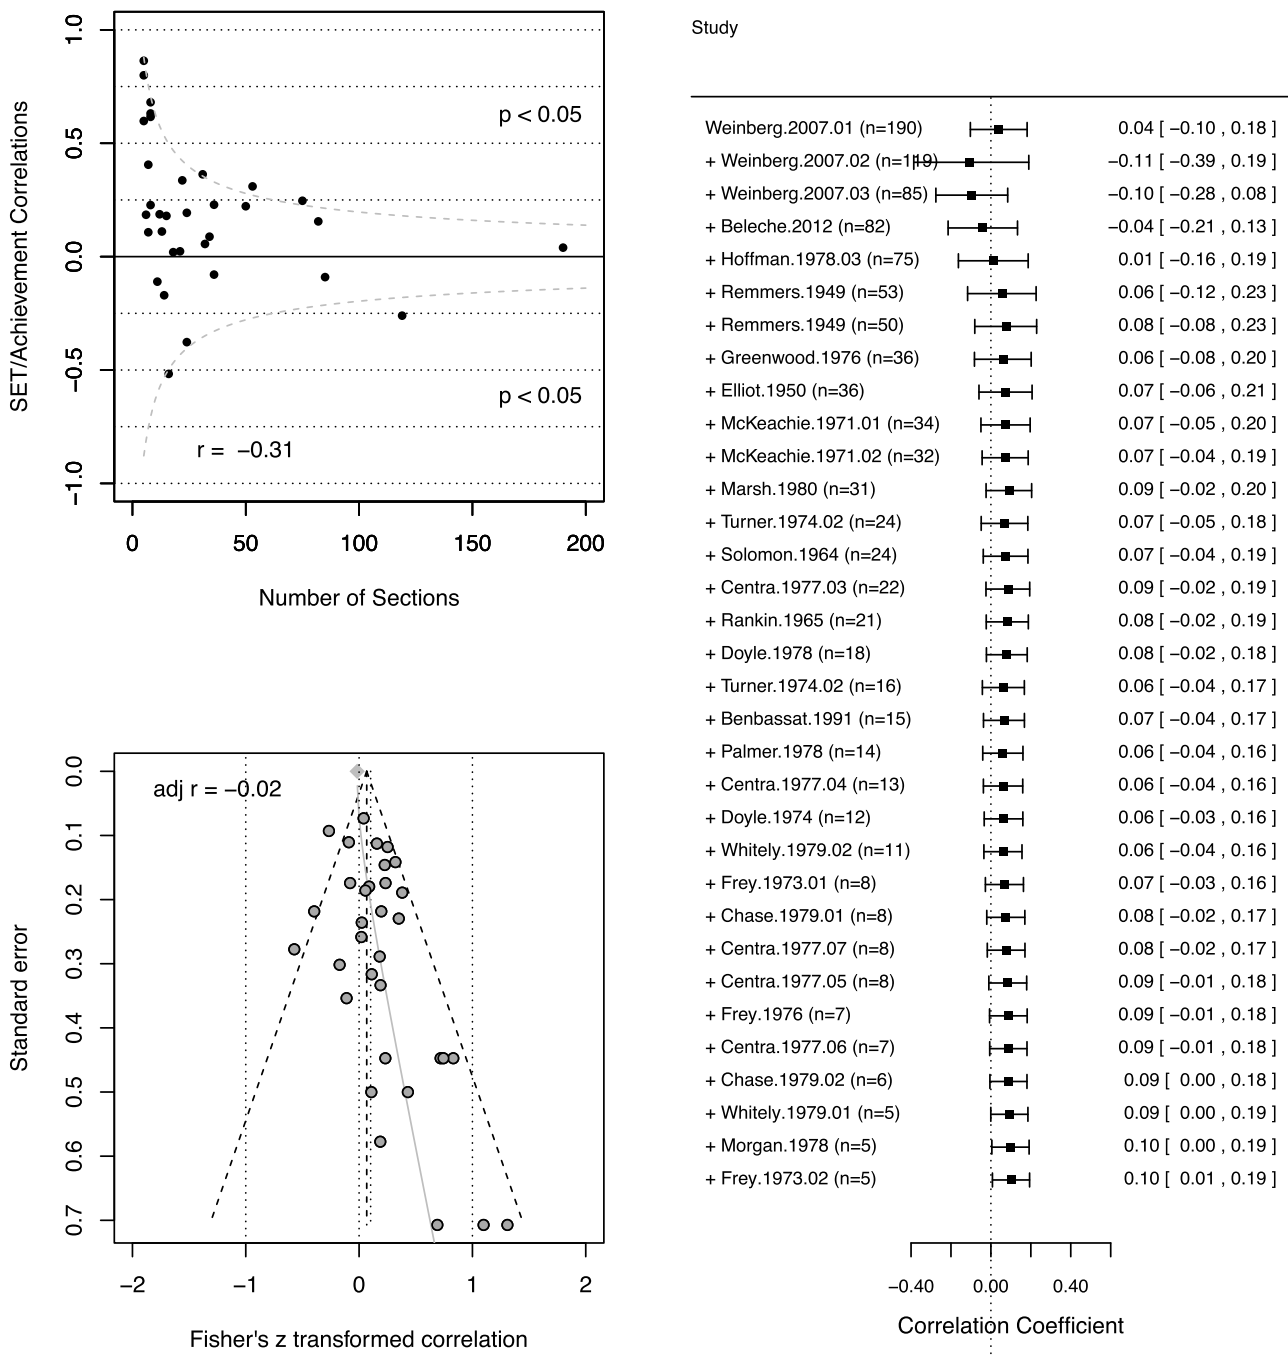 1.0
0.5
0.0
−0.5
−1.0
SET/Achievement Correlations
p < 0.05
p < 0.05
r = −0.31
0 50 100 150 200
Number of Sections
0.0
0.1
0.2
0.3
0.4
0.5
0.6
0.7
Standard error
adj r = −0.02
−2 −1 0 1 2
Fisher's z transformed correlation
Study
Weinberg.2007.01 (n=190) 0.04 [ −0.10 , 0.18 ]
+ Weinberg.2007.02 (n=119) −0.11 [ −0.39 , 0.19 ]
+ Weinberg.2007.03 (n=85) −0.10 [ −0.28 , 0.08 ]
+ Beleche.2012 (n=82) −0.04 [ −0.21 , 0.13 ]
+ Hoffman.1978.03 (n=75) 0.01 [ −0.16 , 0.19 ]
+ Remmers.1949 (n=53) 0.06 [ −0.12 , 0.23 ]
+ Remmers.1949 (n=50) 0.08 [ −0.08 , 0.23 ]
+ Greenwood.1976 (n=36) 0.06 [ −0.08 , 0.20 ]
+ Elliot.1950 (n=36) 0.07 [ −0.06 , 0.21 ]
+ McKeachie.1971.01 (n=34) 0.07 [ −0.05 , 0.20 ]
+ McKeachie.1971.02 (n=32) 0.07 [ −0.04 , 0.19 ]
+ Marsh.1980 (n=31) 0.09 [ −0.02 , 0.20 ]
+ Turner.1974.02 (n=24) 0.07 [ −0.05 , 0.18 ]
+ Solomon.1964 (n=24) 0.07 [ −0.04 , 0.19 ]
+ Centra.1977.03 (n=22) 0.09 [ −0.02 , 0.19 ]
+ Rankin.1965 (n=21) 0.08 [ −0.02 , 0.19 ]
+ Doyle.1978 (n=18) 0.08 [ −0.02 , 0.18 ]
+ Turner.1974.02 (n=16) 0.06 [ −0.04 , 0.17 ]
+ Benbassat.1991 (n=15) 0.07 [ −0.04 , 0.17 ]
+ Palmer.1978 (n=14) 0.06 [ −0.04 , 0.16 ]
+ Centra.1977.04 (n=13) 0.06 [ −0.04 , 0.16 ]
+ Doyle.1974 (n=12) 0.06 [ −0.03 , 0.16 ]
+ Whitely.1979.02 (n=11) 0.06 [ −0.04 , 0.16 ]
+ Frey.1973.01 (n=8) 0.07 [ −0.03 , 0.16 ]
+ Chase.1979.01 (n=8) 0.08 [ −0.02 , 0.17 ]
+ Centra.1977.07 (n=8) 0.08 [ −0.02 , 0.17 ]
+ Centra.1977.05 (n=8) 0.09 [ −0.01 , 0.18 ]
+ Frey.1976 (n=7) 0.09 [ −0.01 , 0.18 ]
+ Centra.1977.06 (n=7) 0.09 [ −0.01 , 0.18 ]
+ Chase.1979.02 (n=6) 0.09 [ 0.00 , 0.18 ]
+ Whitely.1979.01 (n=5) 0.09 [ 0.00 , 0.19 ]
+ Morgan.1978 (n=5) 0.10 [ 0.00 , 0.19 ]
+ Frey.1973.02 (n=5) 0.10 [ 0.01 , 0.19 ]
−0.40 0.00 0.40
Correlation Coefficient